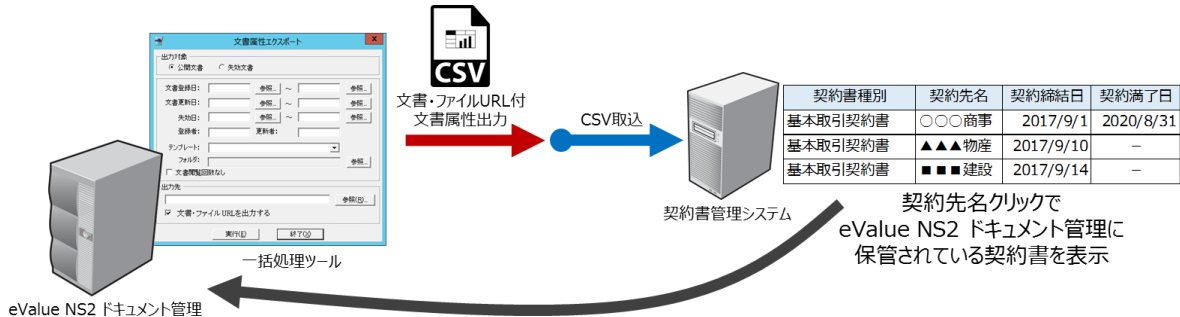 文書属性エクスポート
x
出力対象
公開文書 失効文書
文書登録日: 参照... ～ 参照...
文書更新日: 参照... ～ 参照...
失効日: 参照... ～ 参照...
登録者: 更新者:
テンプレート:
フォルダ: 参照...
文書閲覧回数なし
出力先
参照(R)...
文書・ファイル URLを出力する
実行(E) 終了(X)
一括処理ツール
eValue NS2 ドキュメント管理
CSV
文書・ファイルURL付
文書属性出力
CSV取込
契約書管理システム
契約書種別 契約先名 契約締結日 契約満了日
基本取引契約書 ○○○商事 2017/9/1 2020/8/31
基本取引契約書 ▲▲▲物産 2017/9/10 －
基本取引契約書 ■■■建設 2017/9/14 －
契約先名クリックで
eValue NS2 ドキュメント管理に
保管されている契約書を表示